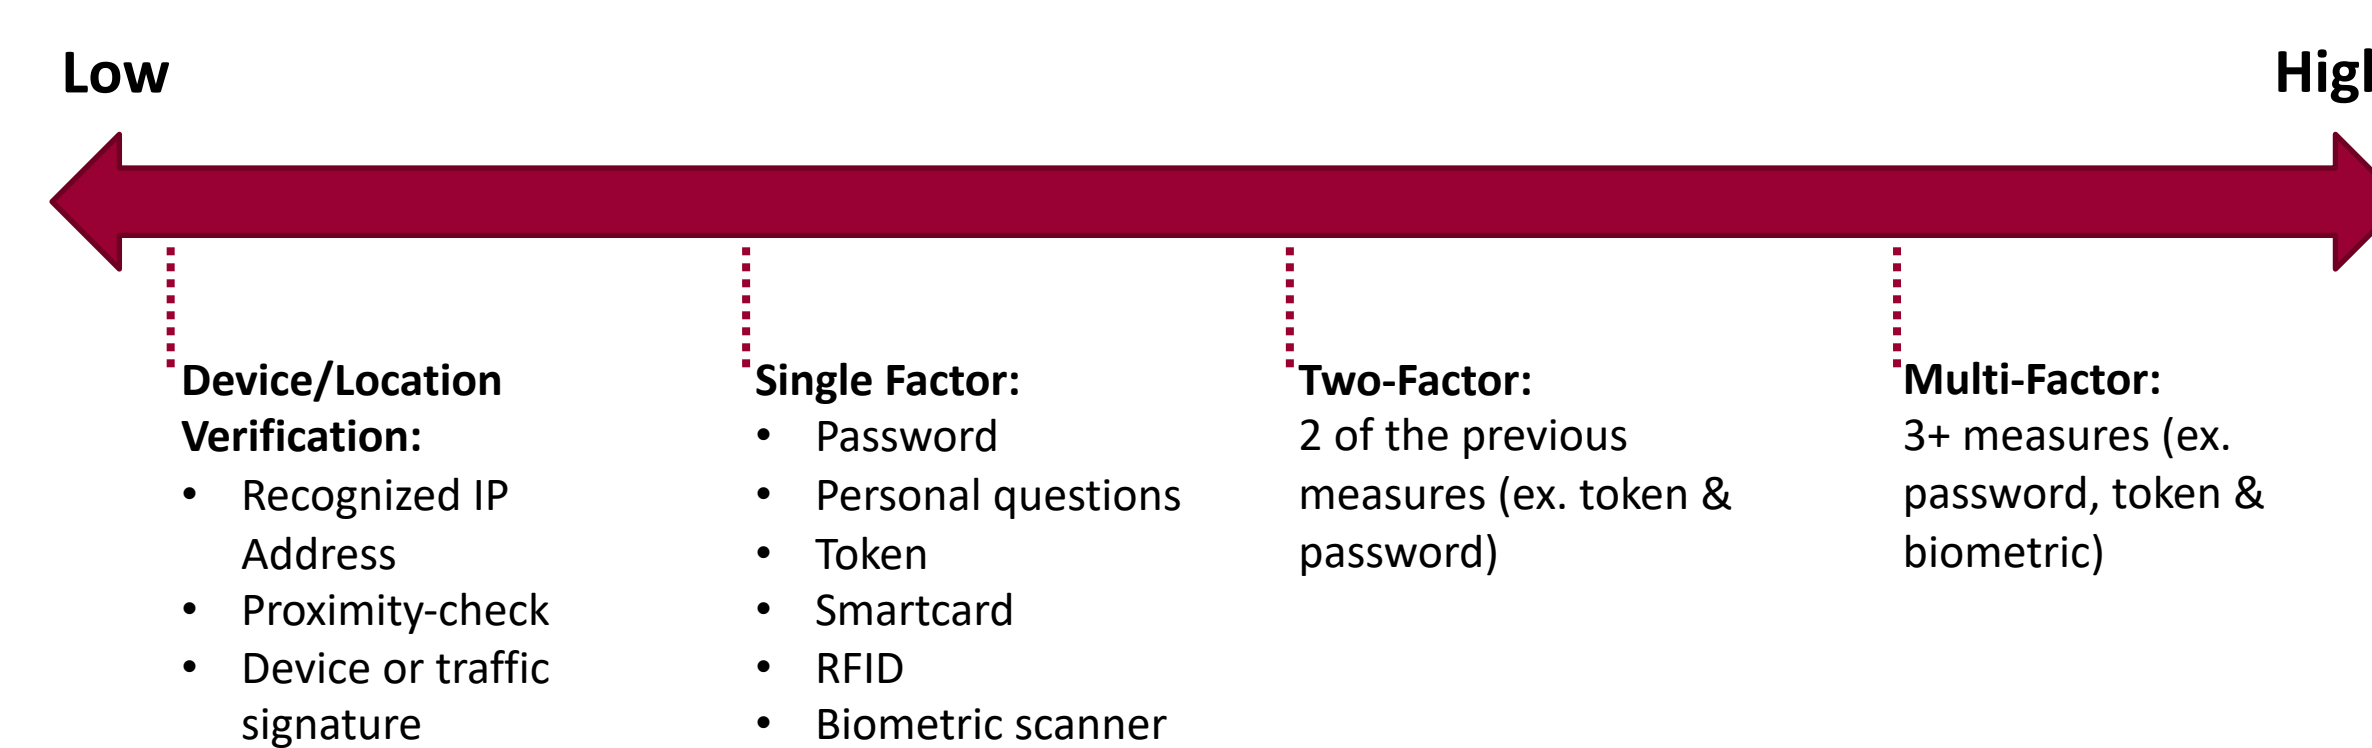 Low
High
Device/Location
Verification:
• Recognized IP
Address
• Proximity-check
• Device or traffic
signature
Single Factor:
• Password
• Personal questions
• Token
• Smartcard
• RFID
• Biometric scanner
Two-Factor:
2 of the previous
measures (ex. token &
password)
Multi-Factor:
3+ measures (ex.
password, token &
biometric)